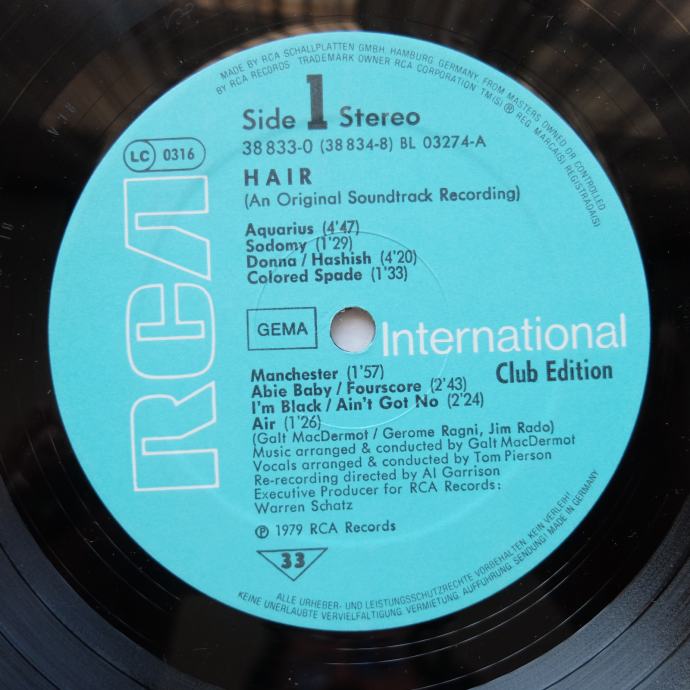 MADE BY RCA SCHALLPLATTEN GMBH, HAMBURG GERMANY, FROM MASTERS OWNED OR CONTROLLED
BY RCA RECORDS TRADEMARK OWNER RCA CORPORATION TM(S) ® REG. MARCA(S) REGISTRADA(S)
Side 1 Stereo
38 833-0 (38 834-8) BL 03274-A
LC 0316
HAIR
(An Original Soundtrack Recording)
Aquarius (4'47)
Sodomy (1'29)
Donna / Hashish (4'20)
Colored Spade (1'33)
RCA
GEMA
International
Club Edition
Manchester (1'57)
Abie Baby / Fourscore (2'43)
I'm Black / Ain't Got No (2'24)
Air (1'26)
(Galt MacDermot / Gerome Ragni, Jim Rado)
Music arranged & conducted by Galt MacDermot
Vocals arranged & conducted by Tom Pierson
Re-recording directed by Al Garrison
Executive Producer for RCA Records:
Warren Schatz
℗ 1979 RCA Records
33
ALLE URHEBER- UND LEISTUNGSSCHUTZRECHTE VORBEHALTEN. KEIN VERLEIH!
KEINE UNERLAUBTE VERVIELFÄLTIGUNG VERMIETUNG AUFFÜHRUNG SENDUNG! MADE IN GERMANY